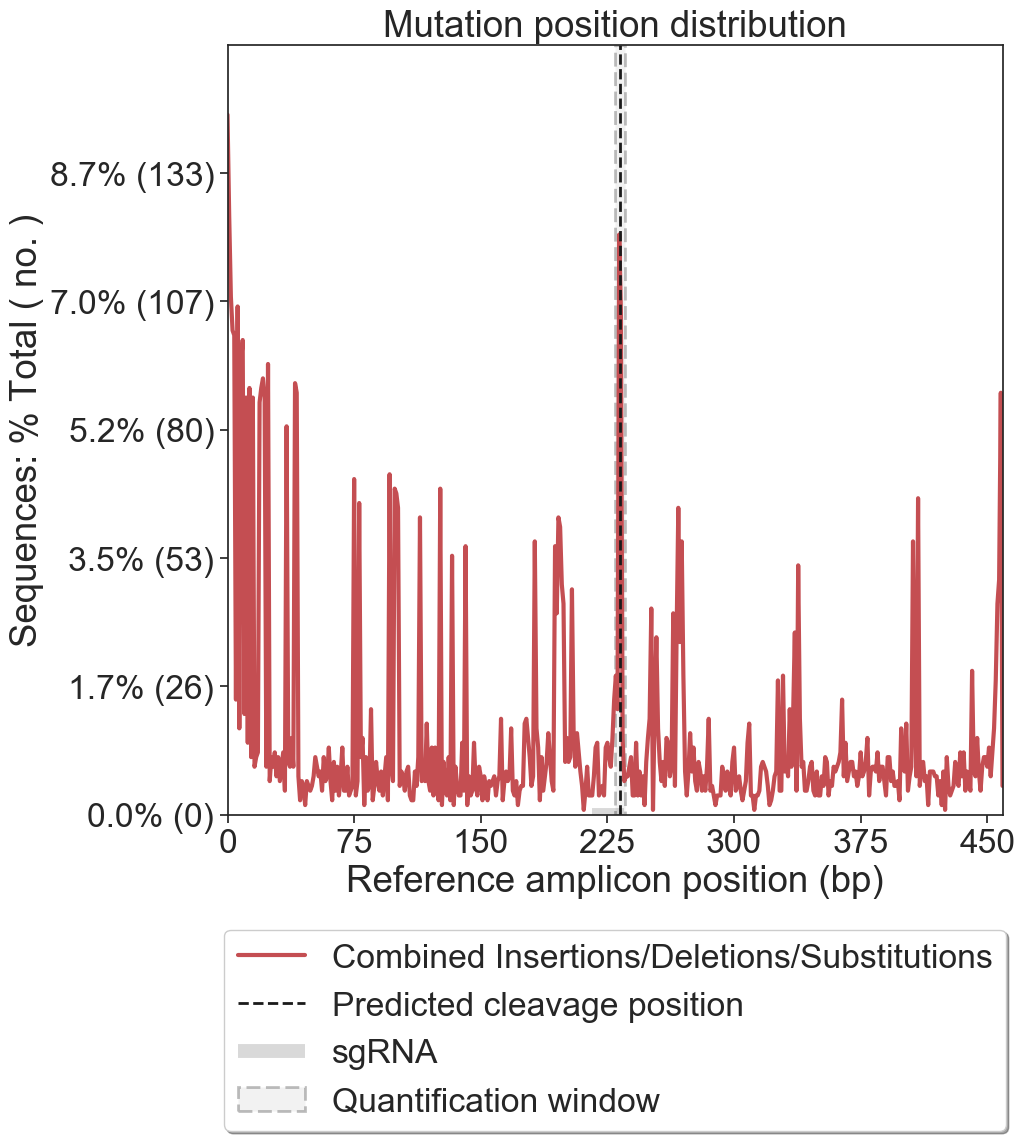 Mutation position distribution
Sequences: % Total ( no. )
8.7% (133)
7.0% (107)
5.2% (80)
3.5% (53)
1.7% (26)
0.0% (0)
0 75 150 225 300 375 450
Reference amplicon position (bp)
Combined Insertions/Deletions/Substitutions
Predicted cleavage position
sgRNA
Quantification window